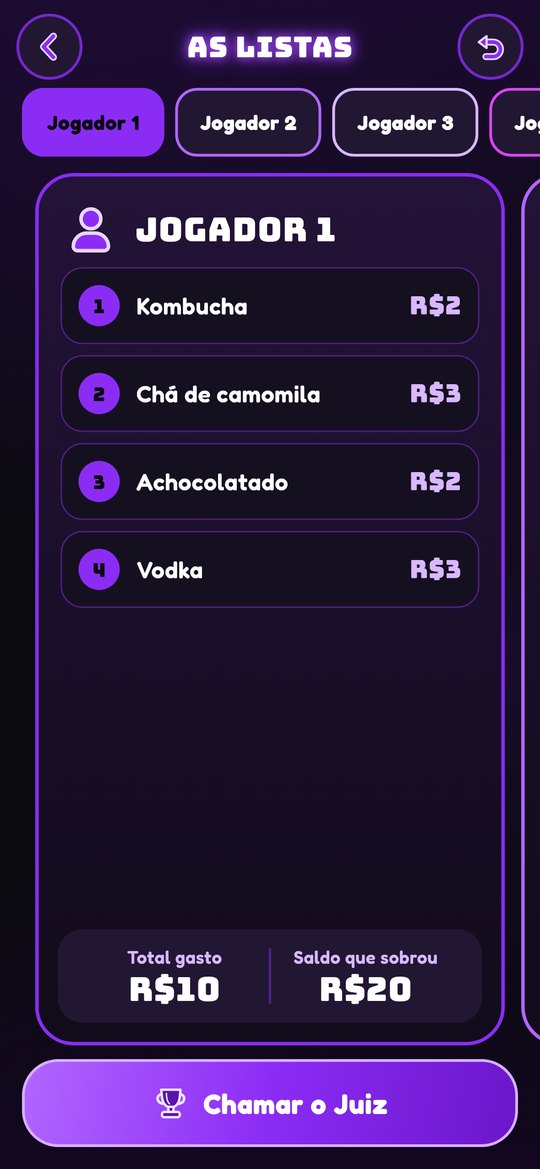 AS LISTAS
Jogador 1
Jogador 2
Jogador 3
JOGADOR 1
1 Kombucha R$2
2 Chá de camomila R$3
3 Achocolatado R$2
4 Vodka R$3
Total gasto
R$10
Saldo que sobrou
R$20
Chamar o Juiz